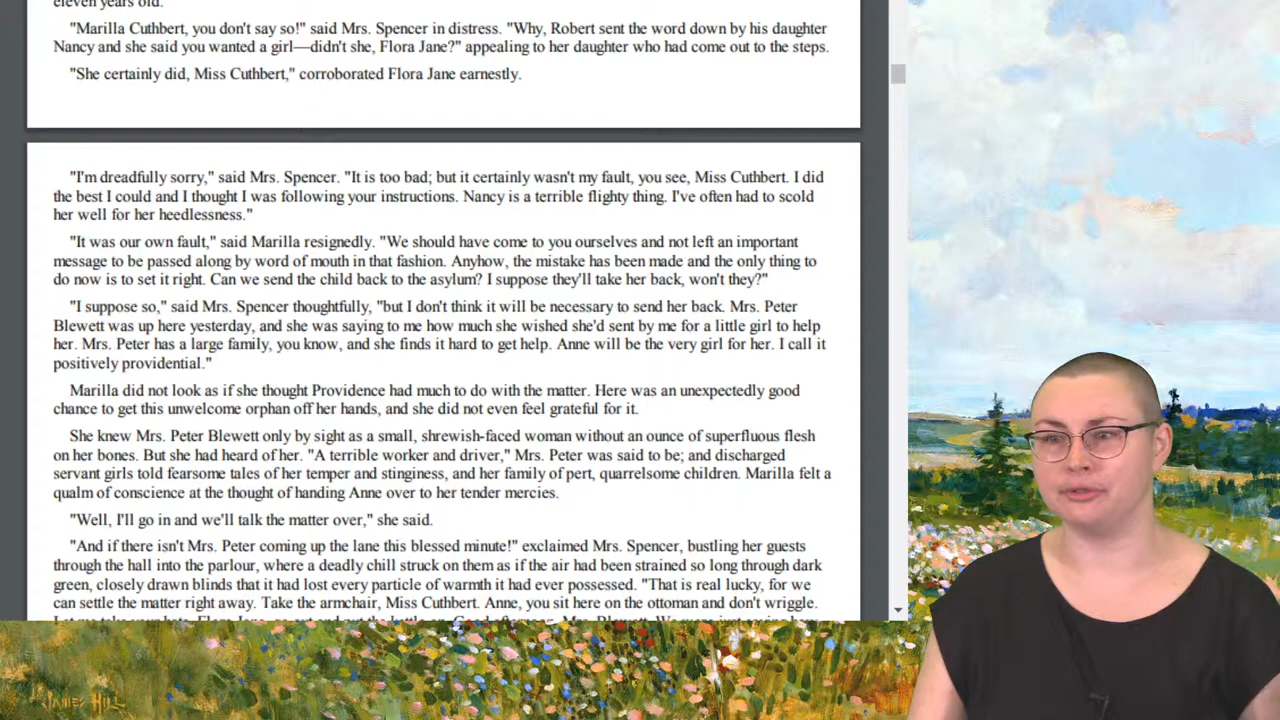 eleven years old.
"Marilla Cuthbert, you don't say so!" said Mrs. Spencer in distress. "Why, Robert sent the word down by his daughter
Nancy and she said you wanted a girl—didn't she, Flora Jane?" appealing to her daughter who had come out to the steps.
"She certainly did, Miss Cuthbert," corroborated Flora Jane earnestly.
"I'm dreadfully sorry," said Mrs. Spencer. "It is too bad; but it certainly wasn't my fault, you see, Miss Cuthbert. I did
the best I could and I thought I was following your instructions. Nancy is a terrible flighty thing. I've often had to scold
her well for her heedlessness."
"It was our own fault," said Marilla resignedly. "We should have come to you ourselves and not left an important
message to be passed along by word of mouth in that fashion. Anyhow, the mistake has been made and the only thing to
do now is to set it right. Can we send the child back to the asylum? I suppose they'll take her back, won't they?"
"I suppose so," said Mrs. Spencer thoughtfully, "but I don't think it will be necessary to send her back. Mrs. Peter
Blewett was up here yesterday, and she was saying to me how much she wished she'd sent by me for a little girl to help
her. Mrs. Peter has a large family, you know, and she finds it hard to get help. Anne will be the very girl for her. I call it
positively providential."
Marilla did not look as if she thought Providence had much to do with the matter. Here was an unexpectedly good
chance to get this unwelcome orphan off her hands, and she did not even feel grateful for it.
She knew Mrs. Peter Blewett only by sight as a small, shrewish-faced woman without an ounce of superfluous flesh
on her bones. But she had heard of her. "A terrible worker and driver," Mrs. Peter was said to be; and discharged
servant girls told fearsome tales of her temper and stinginess, and her family of pert, quarrelsome children. Marilla felt a
qualm of conscience at the thought of handing Anne over to her tender mercies.
"Well, I'll go in and we'll talk the matter over," she said.
"And if there isn't Mrs. Peter coming up the lane this blessed minute!" exclaimed Mrs. Spencer, bustling her guests
through the hall into the parlour, where a deadly chill struck on them as if the air had been strained so long through dark
green, closely drawn blinds that it had lost every particle of warmth it had ever possessed. "That is real lucky, for we
can settle the matter right away. Take the armchair, Miss Cuthbert. Anne, you sit here on the ottoman and don't wriggle.
JAMES HILL